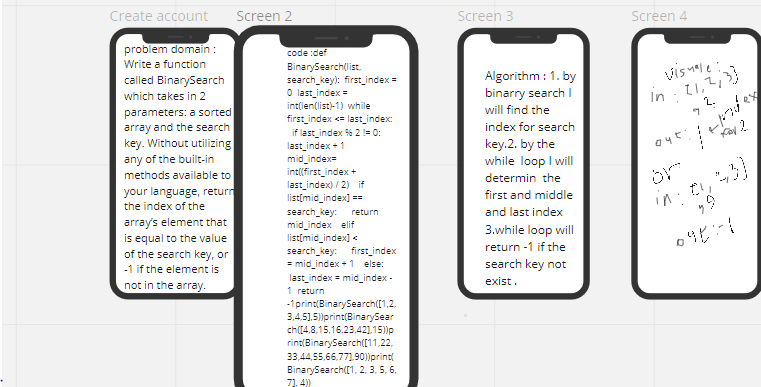 Create account
problem domain :
Write a function
called BinarySearch
which takes in 2
parameters: a sorted
array and the search
key. Without utilizing
any of the built-in
methods available to
your language, return
the index of the
array's element that
is equal to the value
of the search key, or
-1 if the element is
not in the array.
Screen 2
code :def
BinarySearch(list,
search_key): first_index =
0 last_index =
int(len(list)-1) while
first_index <= last_index:
if last_index % 2 != 0:
last_index + 1
mid_index=
int((first_index +
last_index) / 2) if
list[mid_index] ==
search_key: return
mid_index elif
list[mid_index] <
search_key: first_index
= mid_index + 1 else:
last_index = mid_index -
1 return
-1print(BinarySearch([1,2,
3,4,5],5))print(BinarySear
ch([4,8,15,16,23,42],15))p
rint(BinarySearch([11,22,
33,44,55,66,77],90))print(
BinarySearch([1, 2, 3, 5, 6,
7], 4))
Screen 3
Algorithm : 1. by
binarry search I
will find the
index for search
key.2. by the
while loop I will
determin the
first and middle
and last index
3.while loop will
return -1 if the
search key not
exist .
Screen 4
visuale :
in : [1,2,3]
, 2
out : 1
or
in : [1, 2,3]
, 9
out : -1